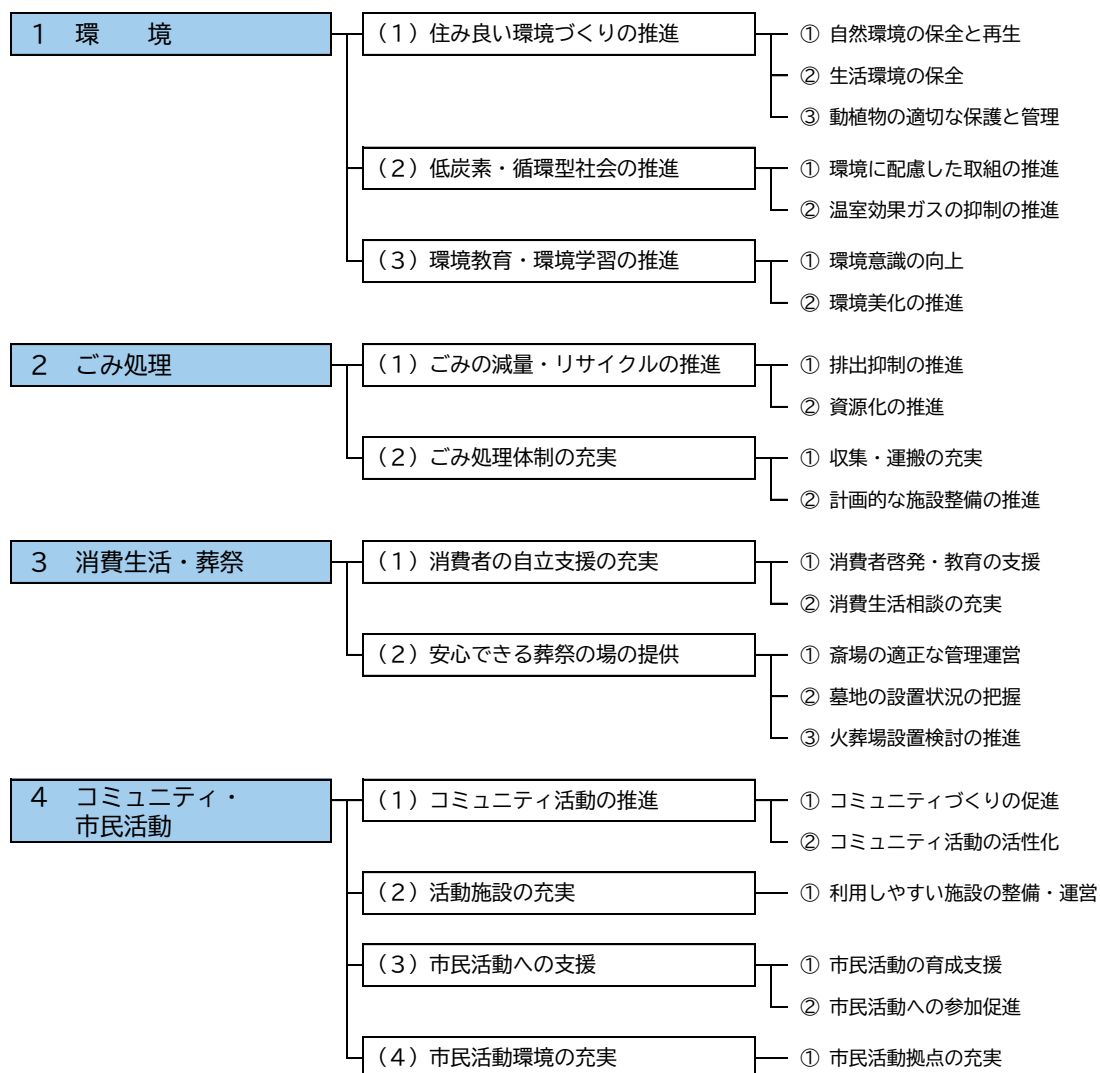 １　環　　境
（１）住み良い環境づくりの推進
① 自然環境の保全と再生
② 生活環境の保全
③ 動植物の適切な保護と管理
（２）低炭素・循環型社会の推進
① 環境に配慮した取組の推進
② 温室効果ガスの抑制の推進
（３）環境教育・環境学習の推進
① 環境意識の向上
② 環境美化の推進
２　ごみ処理
（１）ごみの減量・リサイクルの推進
① 排出抑制の推進
② 資源化の推進
（２）ごみ処理体制の充実
① 収集・運搬の充実
② 計画的な施設整備の推進
３　消費生活・葬祭
（１）消費者の自立支援の充実
① 消費者啓発・教育の支援
② 消費生活相談の充実
（２）安心できる葬祭の場の提供
① 斎場の適正な管理運営
② 墓地の設置状況の把握
③ 火葬場設置検討の推進
４　コミュニティ・
市民活動
（１）コミュニティ活動の推進
① コミュニティづくりの促進
② コミュニティ活動の活性化
（２）活動施設の充実
① 利用しやすい施設の整備・運営
（３）市民活動への支援
① 市民活動の育成支援
② 市民活動への参加促進
（４）市民活動環境の充実
① 市民活動拠点の充実